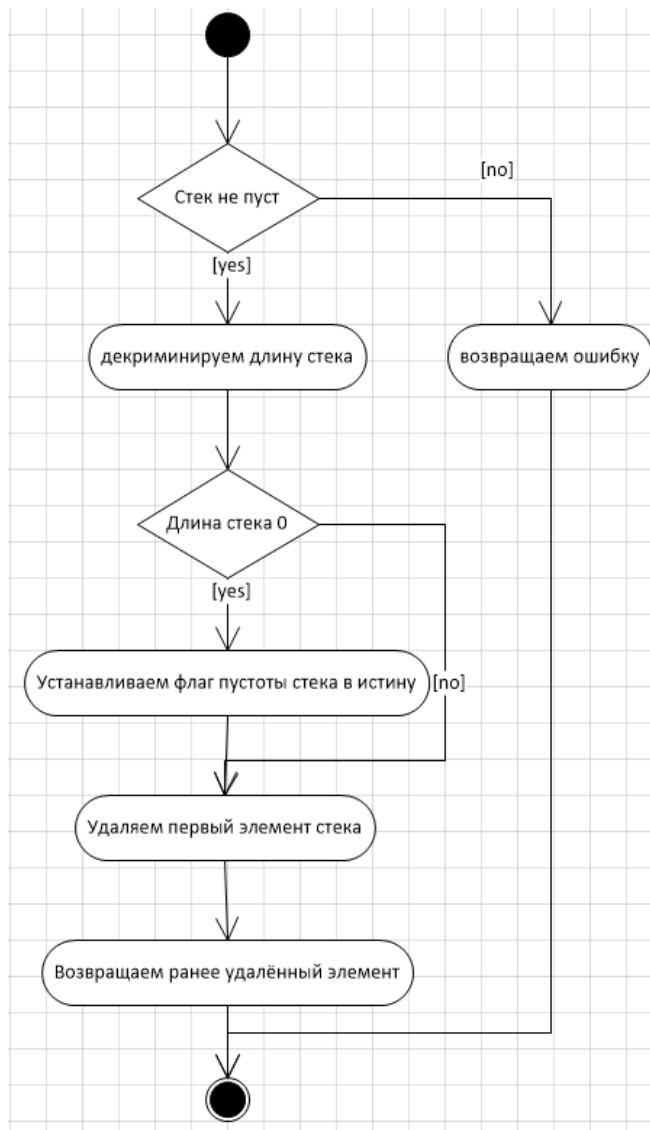 Стек не пуст
[no]
[yes]
декриминируем длину стека
возвращаем ошибку
Длина стека 0
[yes]
Устанавливаем флаг пустоты стека в истину
[no]
Удаляем первый элемент стека
Возвращаем ранее удалённый элемент